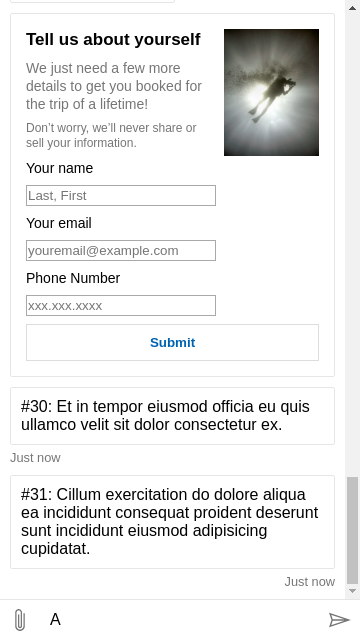 Tell us about yourself
We just need a few more
details to get you booked for
the trip of a lifetime!
Don't worry, we'll never share or
sell your information.
Your name
Last, First
Your email
youremail@example.com
Phone Number
xxx.xxx.xxxx
Submit
#30: Et in tempor eiusmod officia eu quis
ullamco velit sit dolor consectetur ex.
Just now
#31: Cillum exercitation do dolore aliqua
ea incididunt consequat proident deserunt
sunt incididunt eiusmod adipisicing
cupidatat.
Just now
A